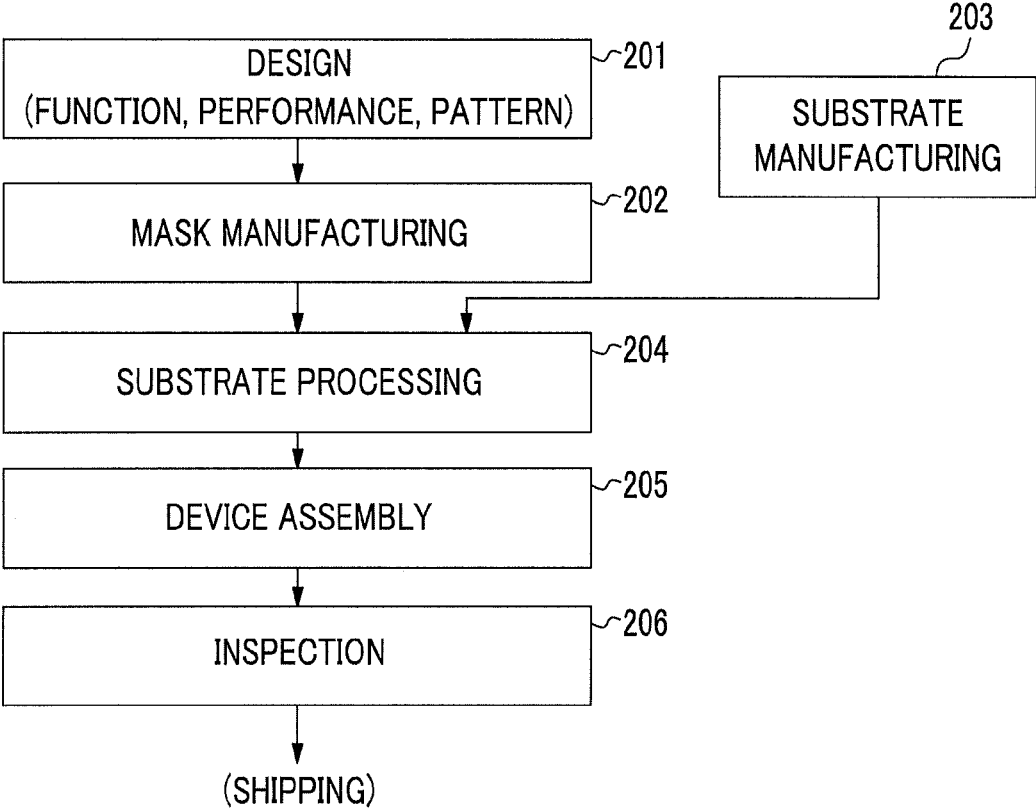 DESIGN
(FUNCTION, PERFORMANCE, PATTERN)
201
203
SUBSTRATE
MANUFACTURING
MASK MANUFACTURING
202
SUBSTRATE PROCESSING
204
DEVICE ASSEMBLY
205
INSPECTION
206
(SHIPPING)